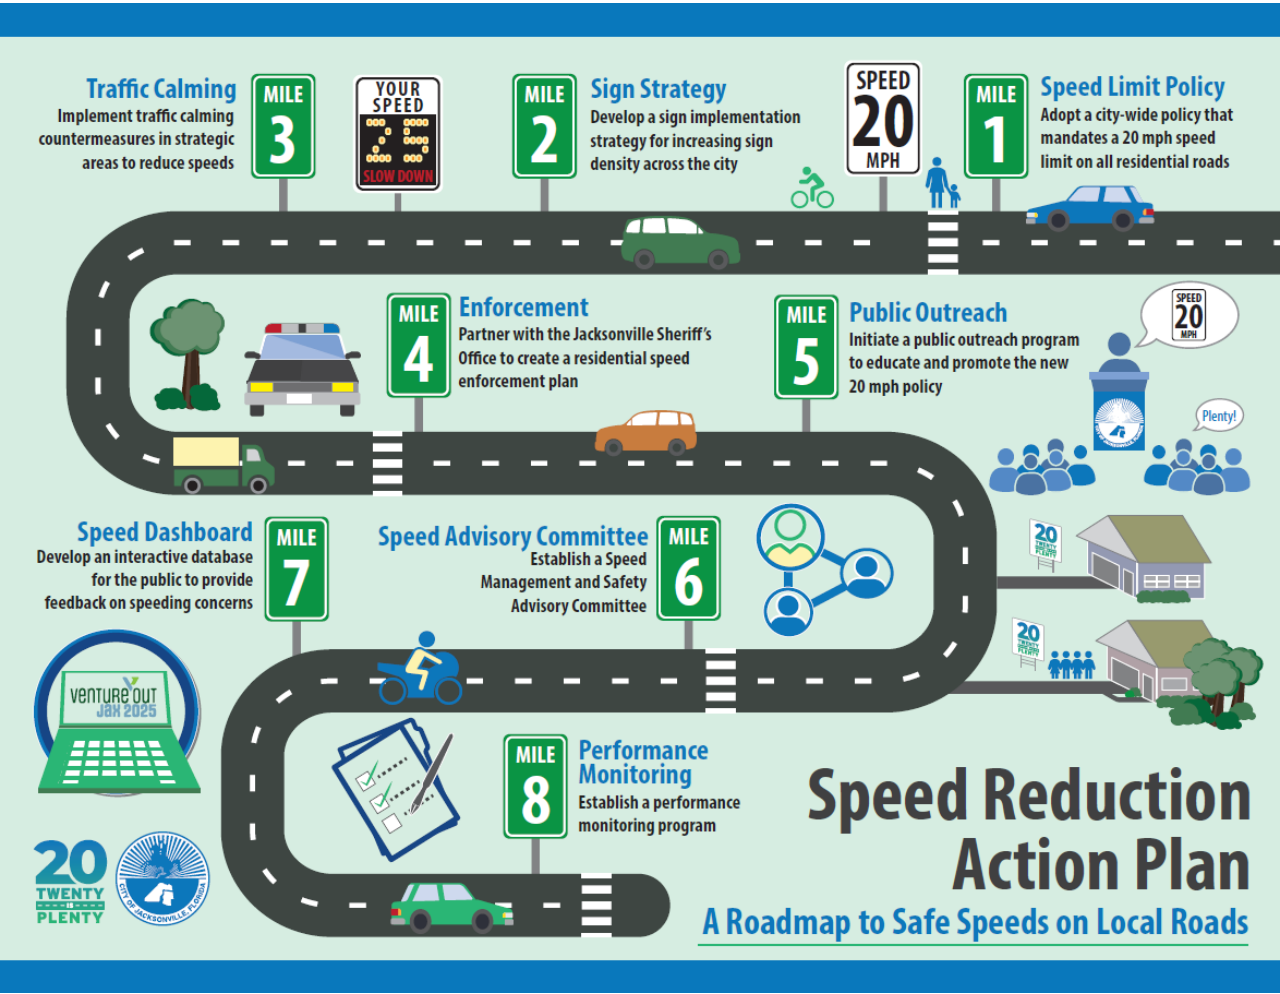 Speed Limit Policy
Adopt a city-wide policy that
mandates a 20 mph speed
limit on all residential roads
MILE
1
SPEED
20
MPH
Sign Strategy
Develop a sign implementation
strategy for increasing sign
density across the city
MILE
2
YOUR
SPEED
25
SLOW DOWN
Traffic Calming
Implement traffic calming
countermeasures in strategic
areas to reduce speeds
MILE
3
MILE
4
Enforcement
Partner with the Jacksonville Sheriff's
Office to create a residential speed
enforcement plan
MILE
5
Public Outreach
Initiate a public outreach program
to educate and promote the new
20 mph policy
SPEED
20
MPH
Plenty!
20
TWENTY
PLENTY
20
TWENTY
PLENTY
Speed Advisory Committee
Establish a Speed
Management and Safety
Advisory Committee
MILE
6
Speed Dashboard
Develop an interactive database
for the public to provide
feedback on speeding concerns
MILE
7
VENTURE OUT
Jax 2025
MILE
8
Performance
Monitoring
Establish a performance
monitoring program
20
TWENTY
IS
PLENTY
CITY OF JACKSONVILLE, FLORIDA
Speed Reduction
Action Plan
A Roadmap to Safe Speeds on Local Roads